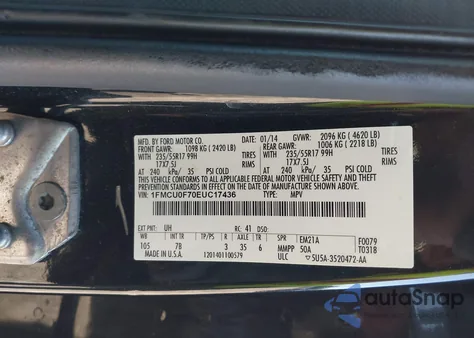 MFD. BY FORD MOTOR CO. 01/14 GVWR: 2096 KG ( 4620 LB)
FRONT GAWR: 1098 KG ( 2420 LB) REAR GAWR: 1006 KG ( 2218 LB)
WITH WITH
235/55R17 99H TIRES 235/55R17 99H TIRES
17X7.5J RIMS 17X7.5J RIMS
AT 240 kPa/ 35 PSI COLD AT 240 kPa/ 35 PSI COLD
THIS VEHICLE CONFORMS TO ALL APPLICABLE FEDERAL MOTOR VEHICLE SAFETY AND THEFT PREVENTION STANDARDS IN EFFECT ON THE DATE OF MANUFACTURE SHOWN ABOVE.
VIN: 1FMCU0F70EUC17436 TYPE: MPV
EXT PNT: UH RC: 41 DSO:
WB INT TR TP/PS R AXLE TR SPR EM21A F0079
105 7B 3 35 6 MMPP 50A T0318
MADE IN U.S.A. 1201401100579 ULC 5U5A-3520472-AA
autoSnap